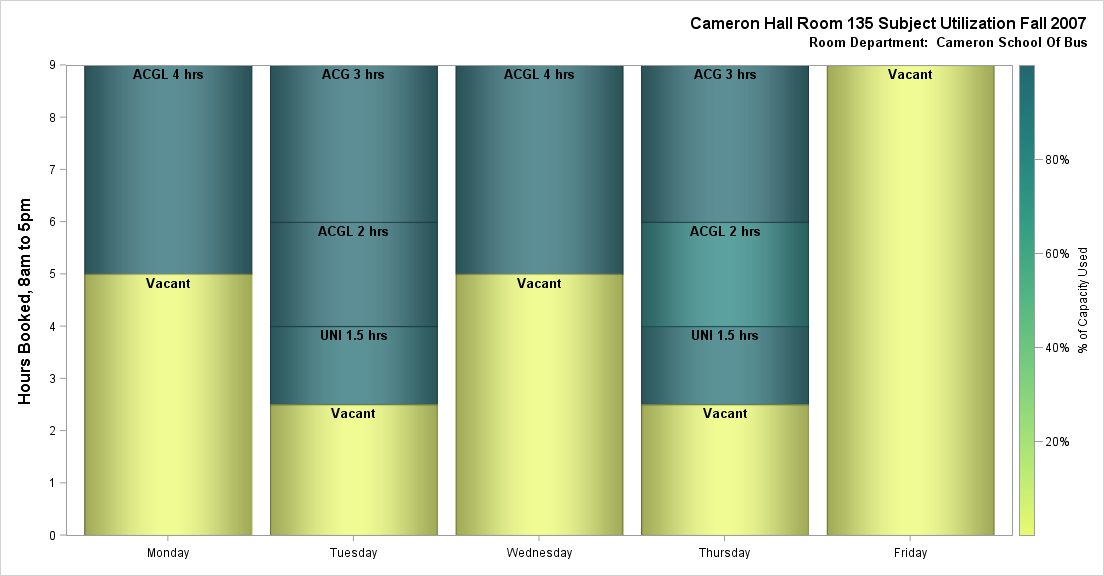 Cameron Hall Room 135 Subject Utilization Fall 2007
Room Department:  Cameron School Of Bus
Hours Booked, 8am to 5pm
9
8
7
6
5
4
3
2
1
0
ACGL 4 hrs
Vacant
ACG 3 hrs
ACGL 2 hrs
UNI 1.5 hrs
Vacant
ACGL 4 hrs
Vacant
ACG 3 hrs
ACGL 2 hrs
UNI 1.5 hrs
Vacant
Vacant
Monday
Tuesday
Wednesday
Thursday
Friday
80%
60%
40%
20%
% of Capacity Used